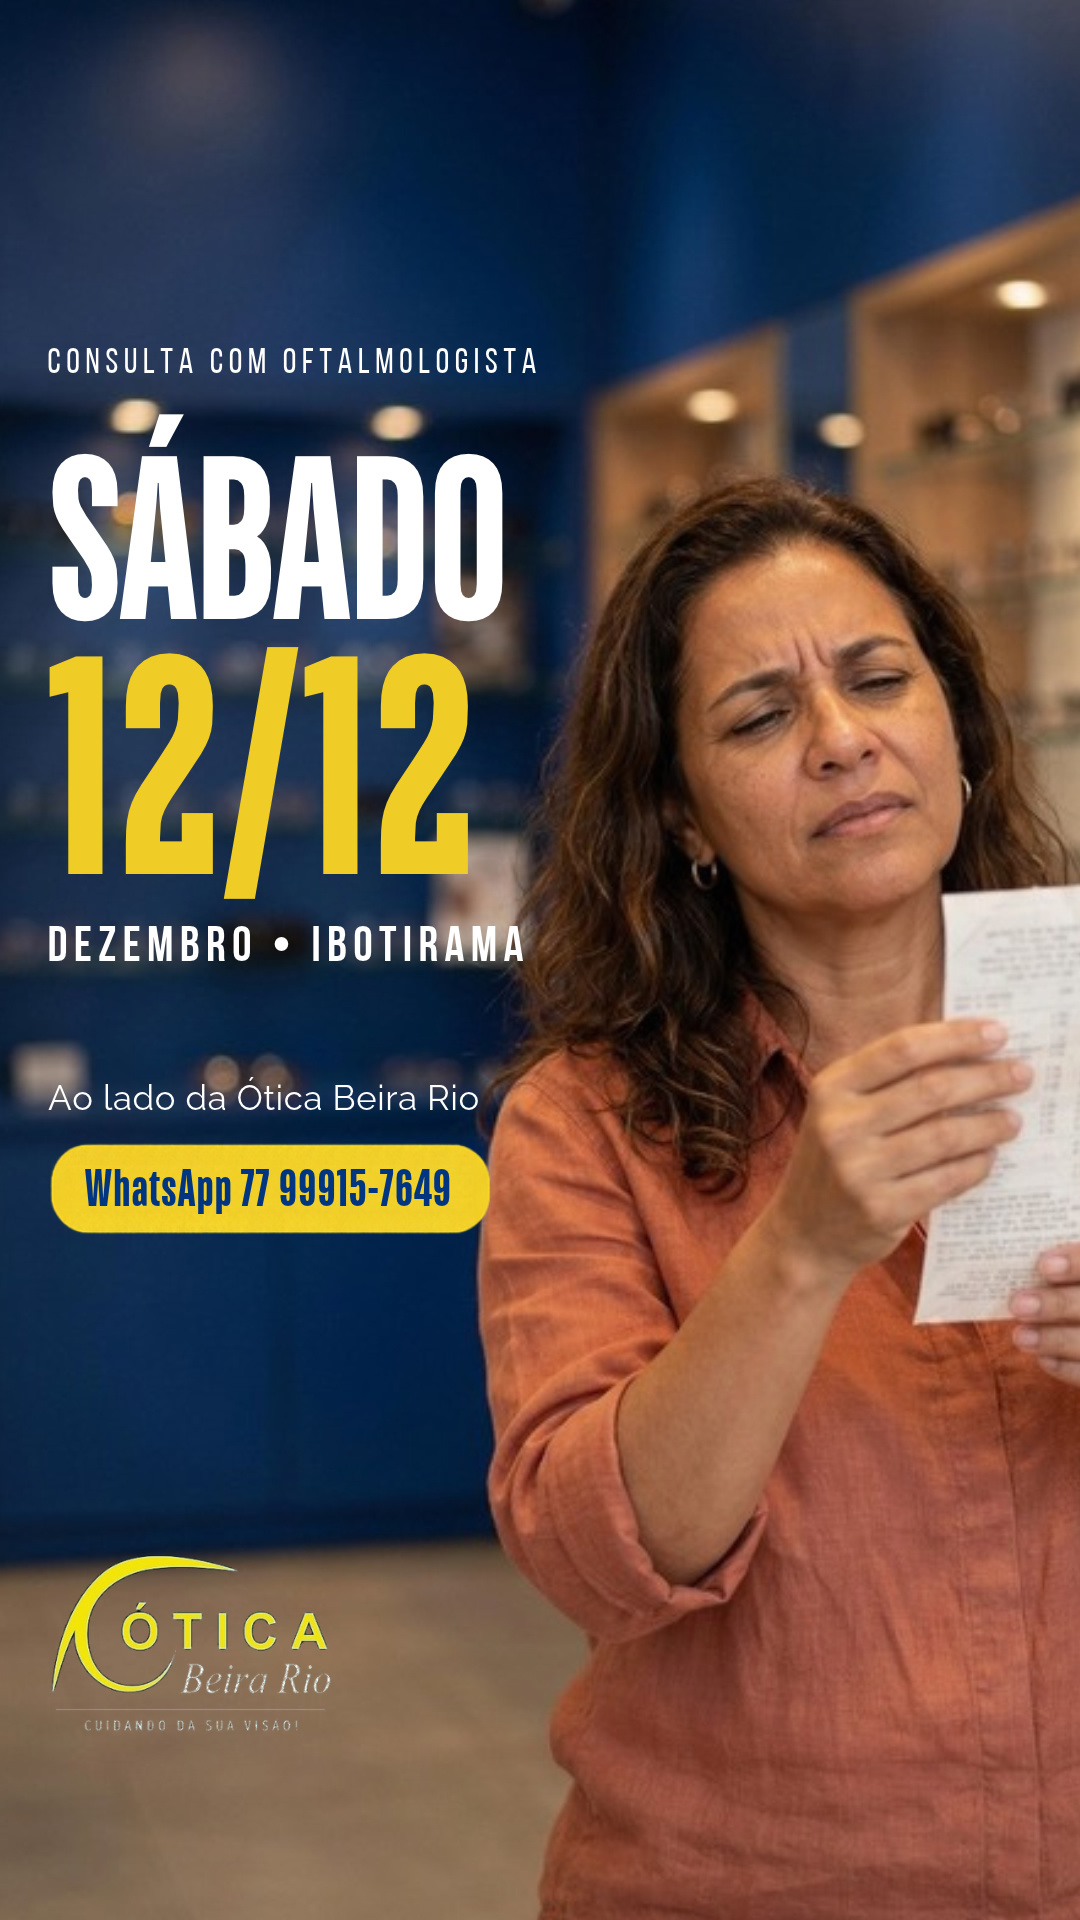 CONSULTA COM OFTALMOLOGISTA
SÁBADO
12/12
DEZEMBRO • IBOTIRAMA
Ao lado da Ótica Beira Rio
WhatsApp 77 99915-7649
ÓTICA
Beira Rio
CUIDANDO DA SUA VISAO!